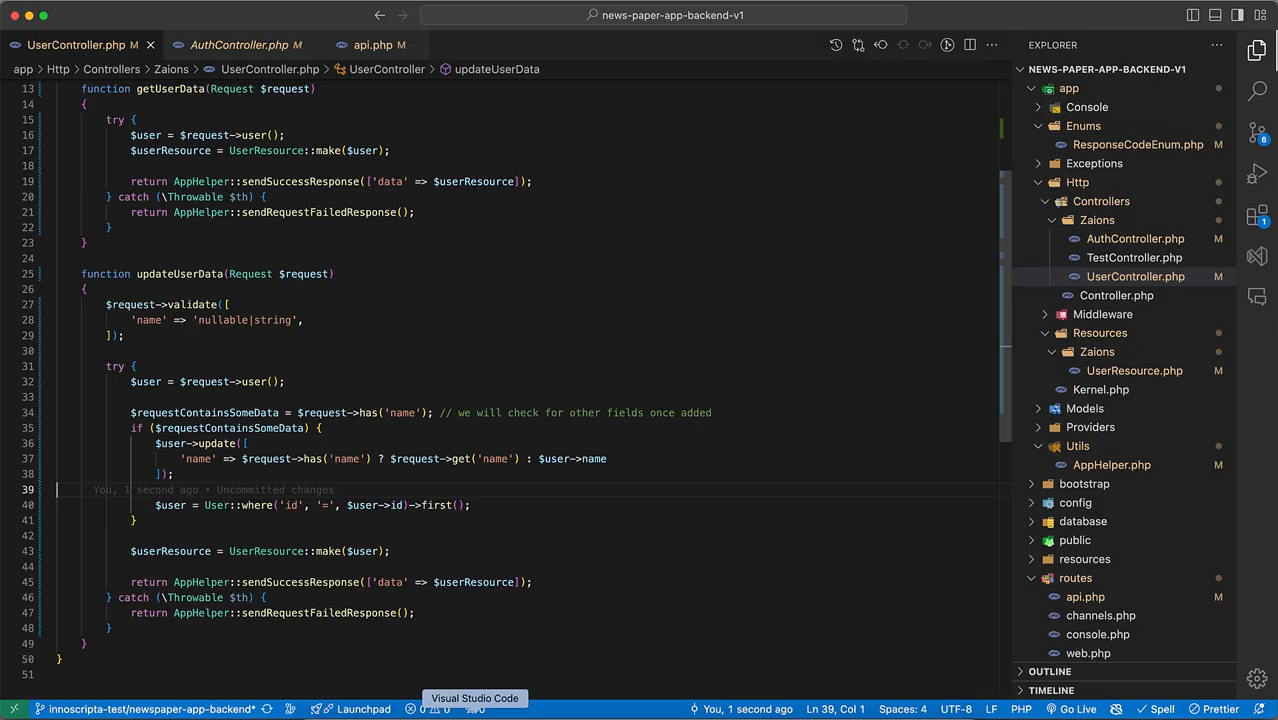 news-paper-app-backend-v1
UserController.php M
AuthController.php M
api.php M
EXPLORER
app > Http > Controllers > Zaions > UserController.php > UserController > updateUserData
13 function getUserData(Request $request)
14 {
15 try {
16 $user = $request->user();
17 $userResource = UserResource::make($user);
18
19 return AppHelper::sendSuccessResponse(['data' => $userResource]);
20 } catch (\Throwable $th) {
21 return AppHelper::sendRequestFailedResponse();
22 }
23 }
24
25 function updateUserData(Request $request)
26 {
27 $request->validate([
28 'name' => 'nullable|string',
29 ]);
30
31 try {
32 $user = $request->user();
33
34 $requestContainsSomeData = $request->has('name'); // we will check for other fields once added
35 if ($requestContainsSomeData) {
36 $user->update([
37 'name' => $request->has('name') ? $request->get('name') : $user->name
38 ]);
39 You, 1 second ago • Uncommitted changes
40 $user = User::where('id', '=', $user->id)->first();
41 }
42
43 $userResource = UserResource::make($user);
44
45 return AppHelper::sendSuccessResponse(['data' => $userResource]);
46 } catch (\Throwable $th) {
47 return AppHelper::sendRequestFailedResponse();
48 }
49 }
50 }
51
NEWS-PAPER-APP-BACKEND-V1
app
Console
Enums
ResponseCodeEnum.php M
Exceptions
Http
Controllers
Zaions
AuthController.php M
TestController.php
UserController.php M
Controller.php
Middleware
Resources
Zaions
UserResource.php
Kernel.php
Models
Providers
Utils
AppHelper.php
bootstrap
config
database
public
resources
routes
api.php M
channels.php
console.php
web.php
OUTLINE
TIMELINE
6
1
Visual Studio Code
innoscripta-test/newspaper-app-backend* Launchpad 0 0 0 You, 1 second ago Ln 39, Col 1 Spaces: 4 UTF-8 LF PHP Go Live Spell Prettier